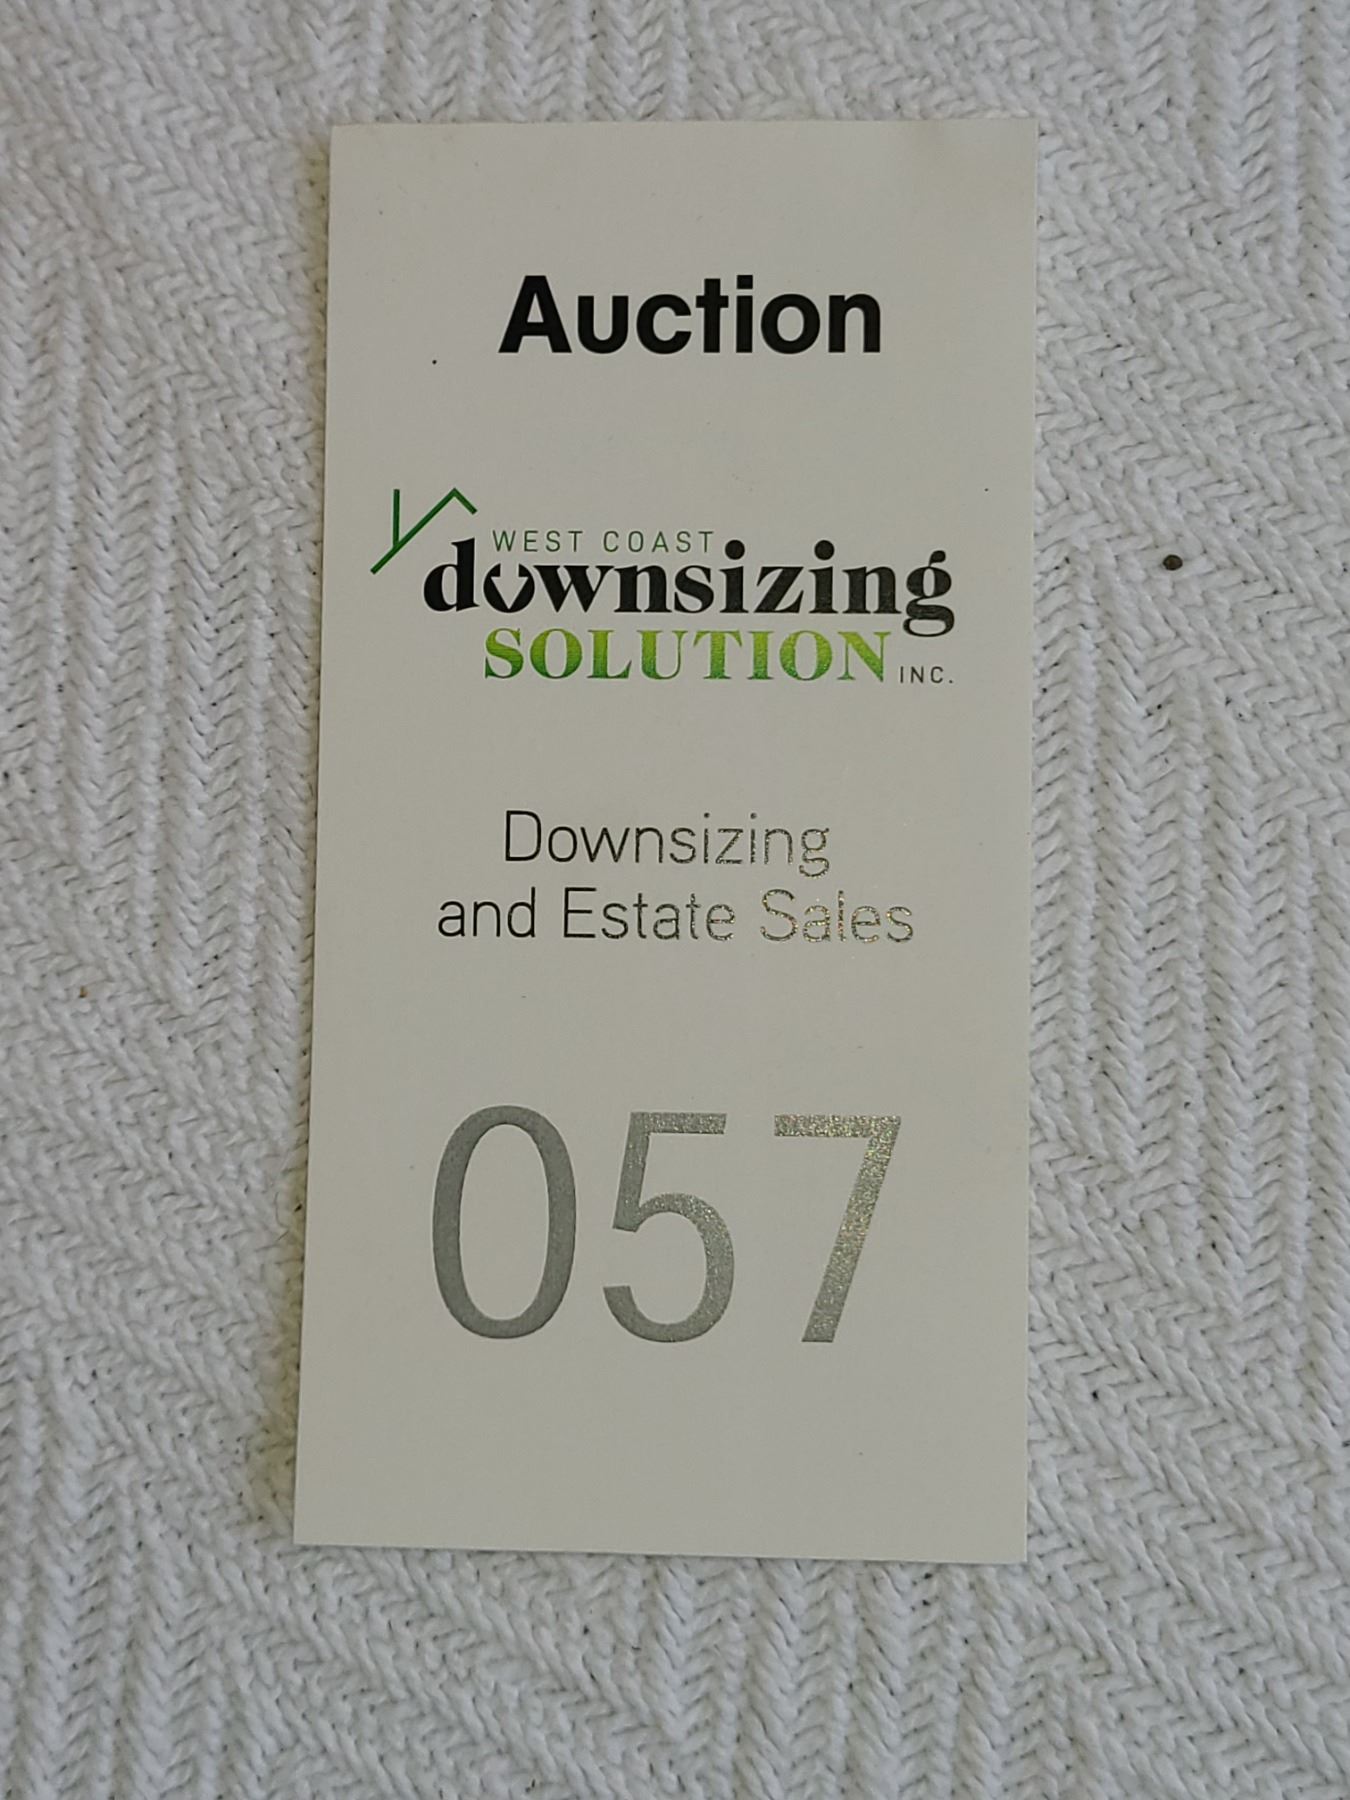 Auction
WEST COAST
downsizing
SOLUTION INC.
Downsizing
and Estate Sales
057